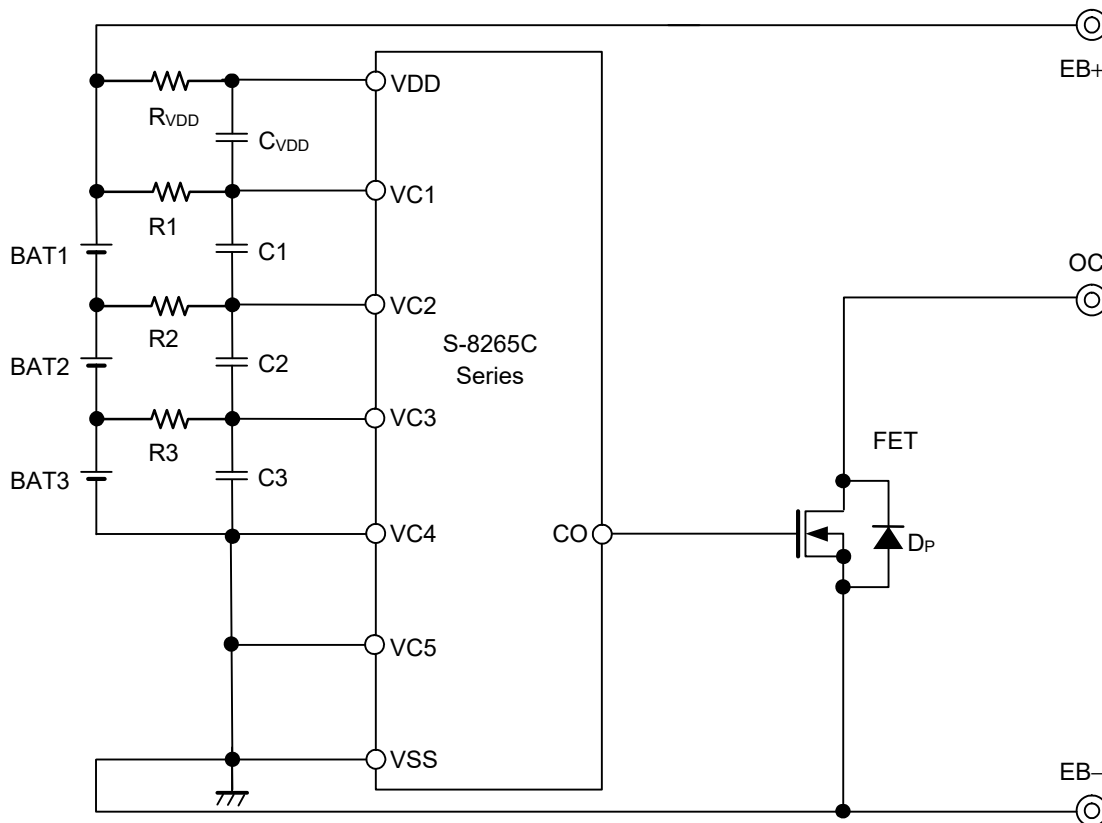 EB+
VDD
RVDD
CVDD
VC1
R1
BAT1
C1
OC
VC2
R2
S-8265C
Series
BAT2
C2
VC3
R3
FET
BAT3
C3
VC4
CO
DP
VC5
VSS
EB−